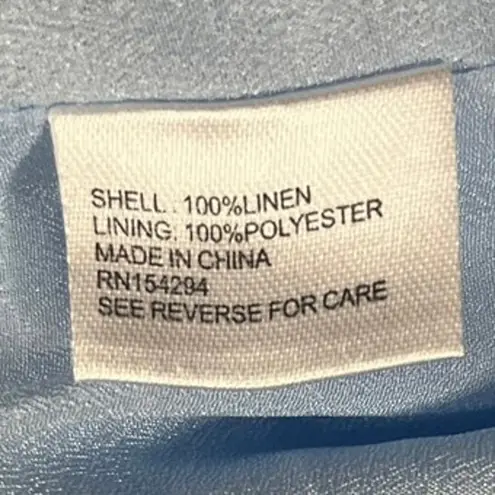 SHELL. 100%LINEN
LINING. 100%POLYESTER
MADE IN CHINA
RN154294
SEE REVERSE FOR CARE